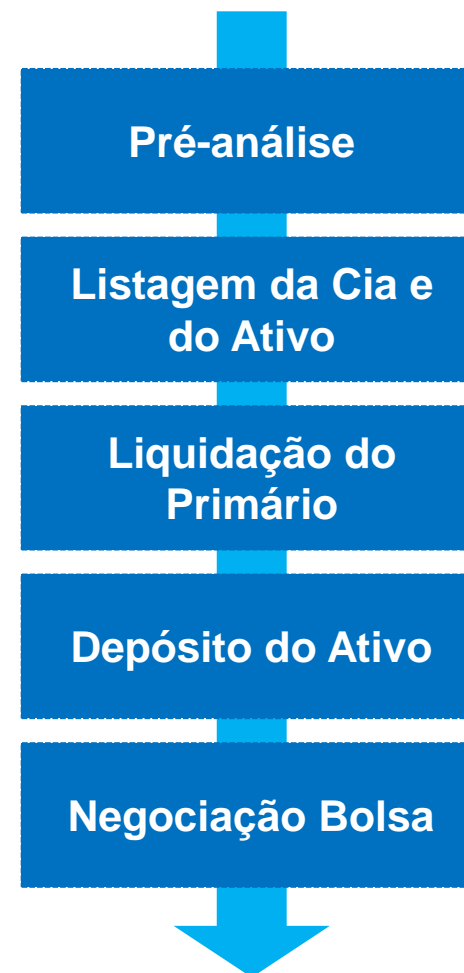 Pré-análise
Listagem da Cia e
do Ativo
Liquidação do
Primário
Depósito do Ativo
Negociação Bolsa